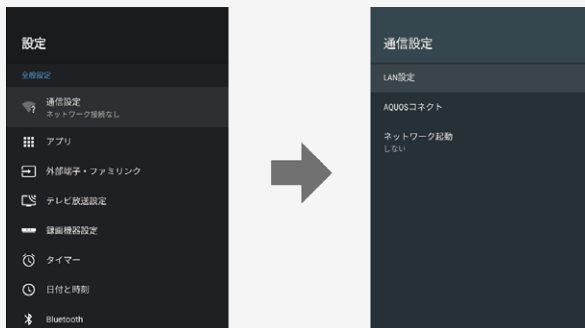 設定
全般設定
通信設定
ネットワーク接続なし
アプリ
外部端子・ファミリンク
テレビ放送設定
録画機器設定
タイマー
日付と時刻
Bluetooth
通信設定
LAN設定
AQUOSコネクト
ネットワーク起動
しない